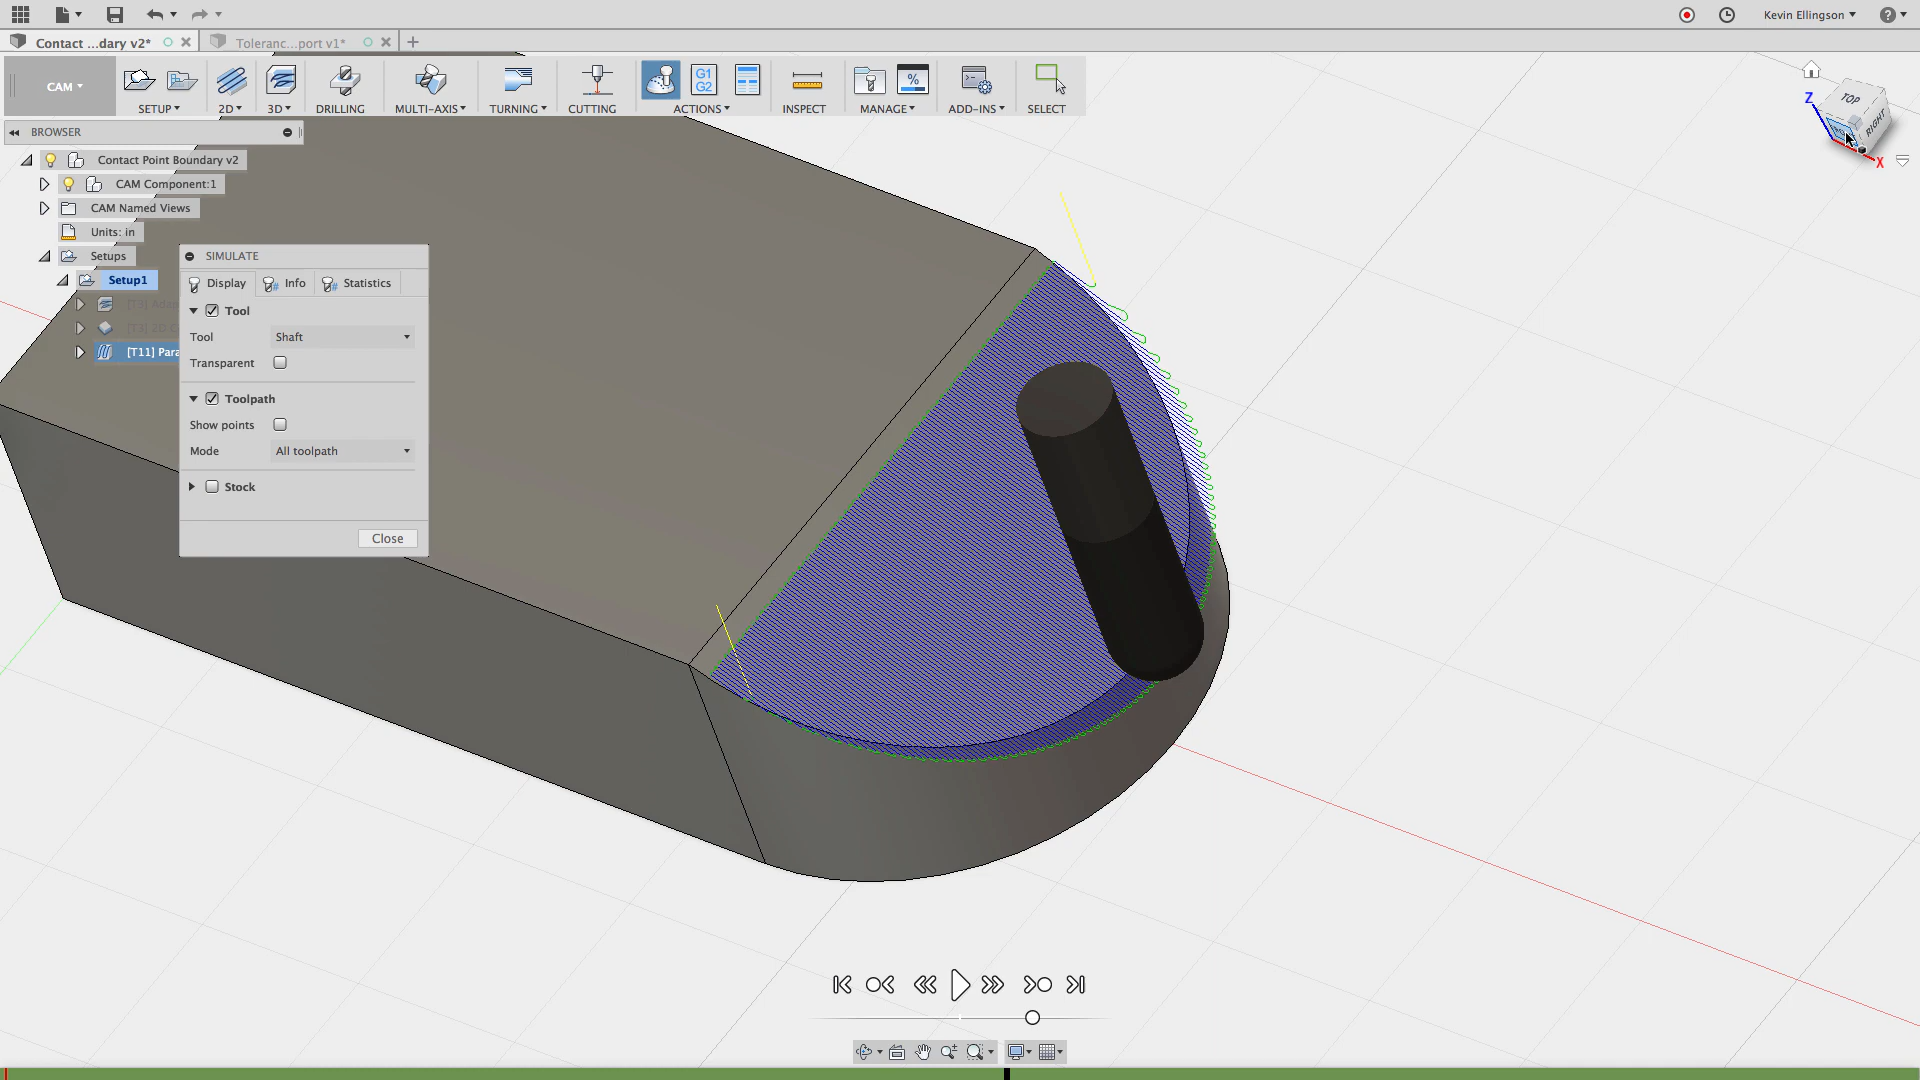 Kevin Ellingson
Contact ...dary v2*
Toleranc...port v1*
CAM
SETUP
2D
3D
DRILLING
MULTI-AXIS
TURNING
CUTTING
G1
G2
ACTIONS
INSPECT
%
MANAGE
ADD-INS
SELECT
BROWSER
Contact Point Boundary v2
CAM Component:1
CAM Named Views
Units: in
Setups
Setup1
[T11] Para
SIMULATE
Display
Info
Statistics
Tool
Tool
Shaft
Transparent
Toolpath
Show points
Mode
All toolpath
Stock
Close
TOP
RIGHT
Z
X